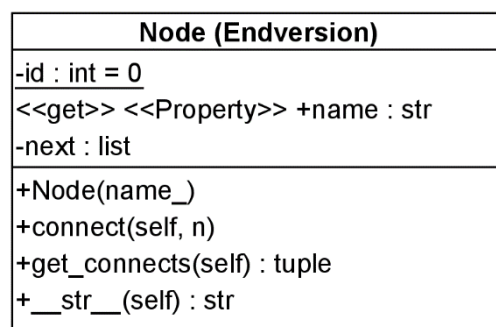 Node (Endversion)
-id : int = 0
<<get>> <<Property>> +name : str
-next : list
+Node(name_)
+connect(self, n)
+get_connects(self) : tuple
+__str__(self) : str